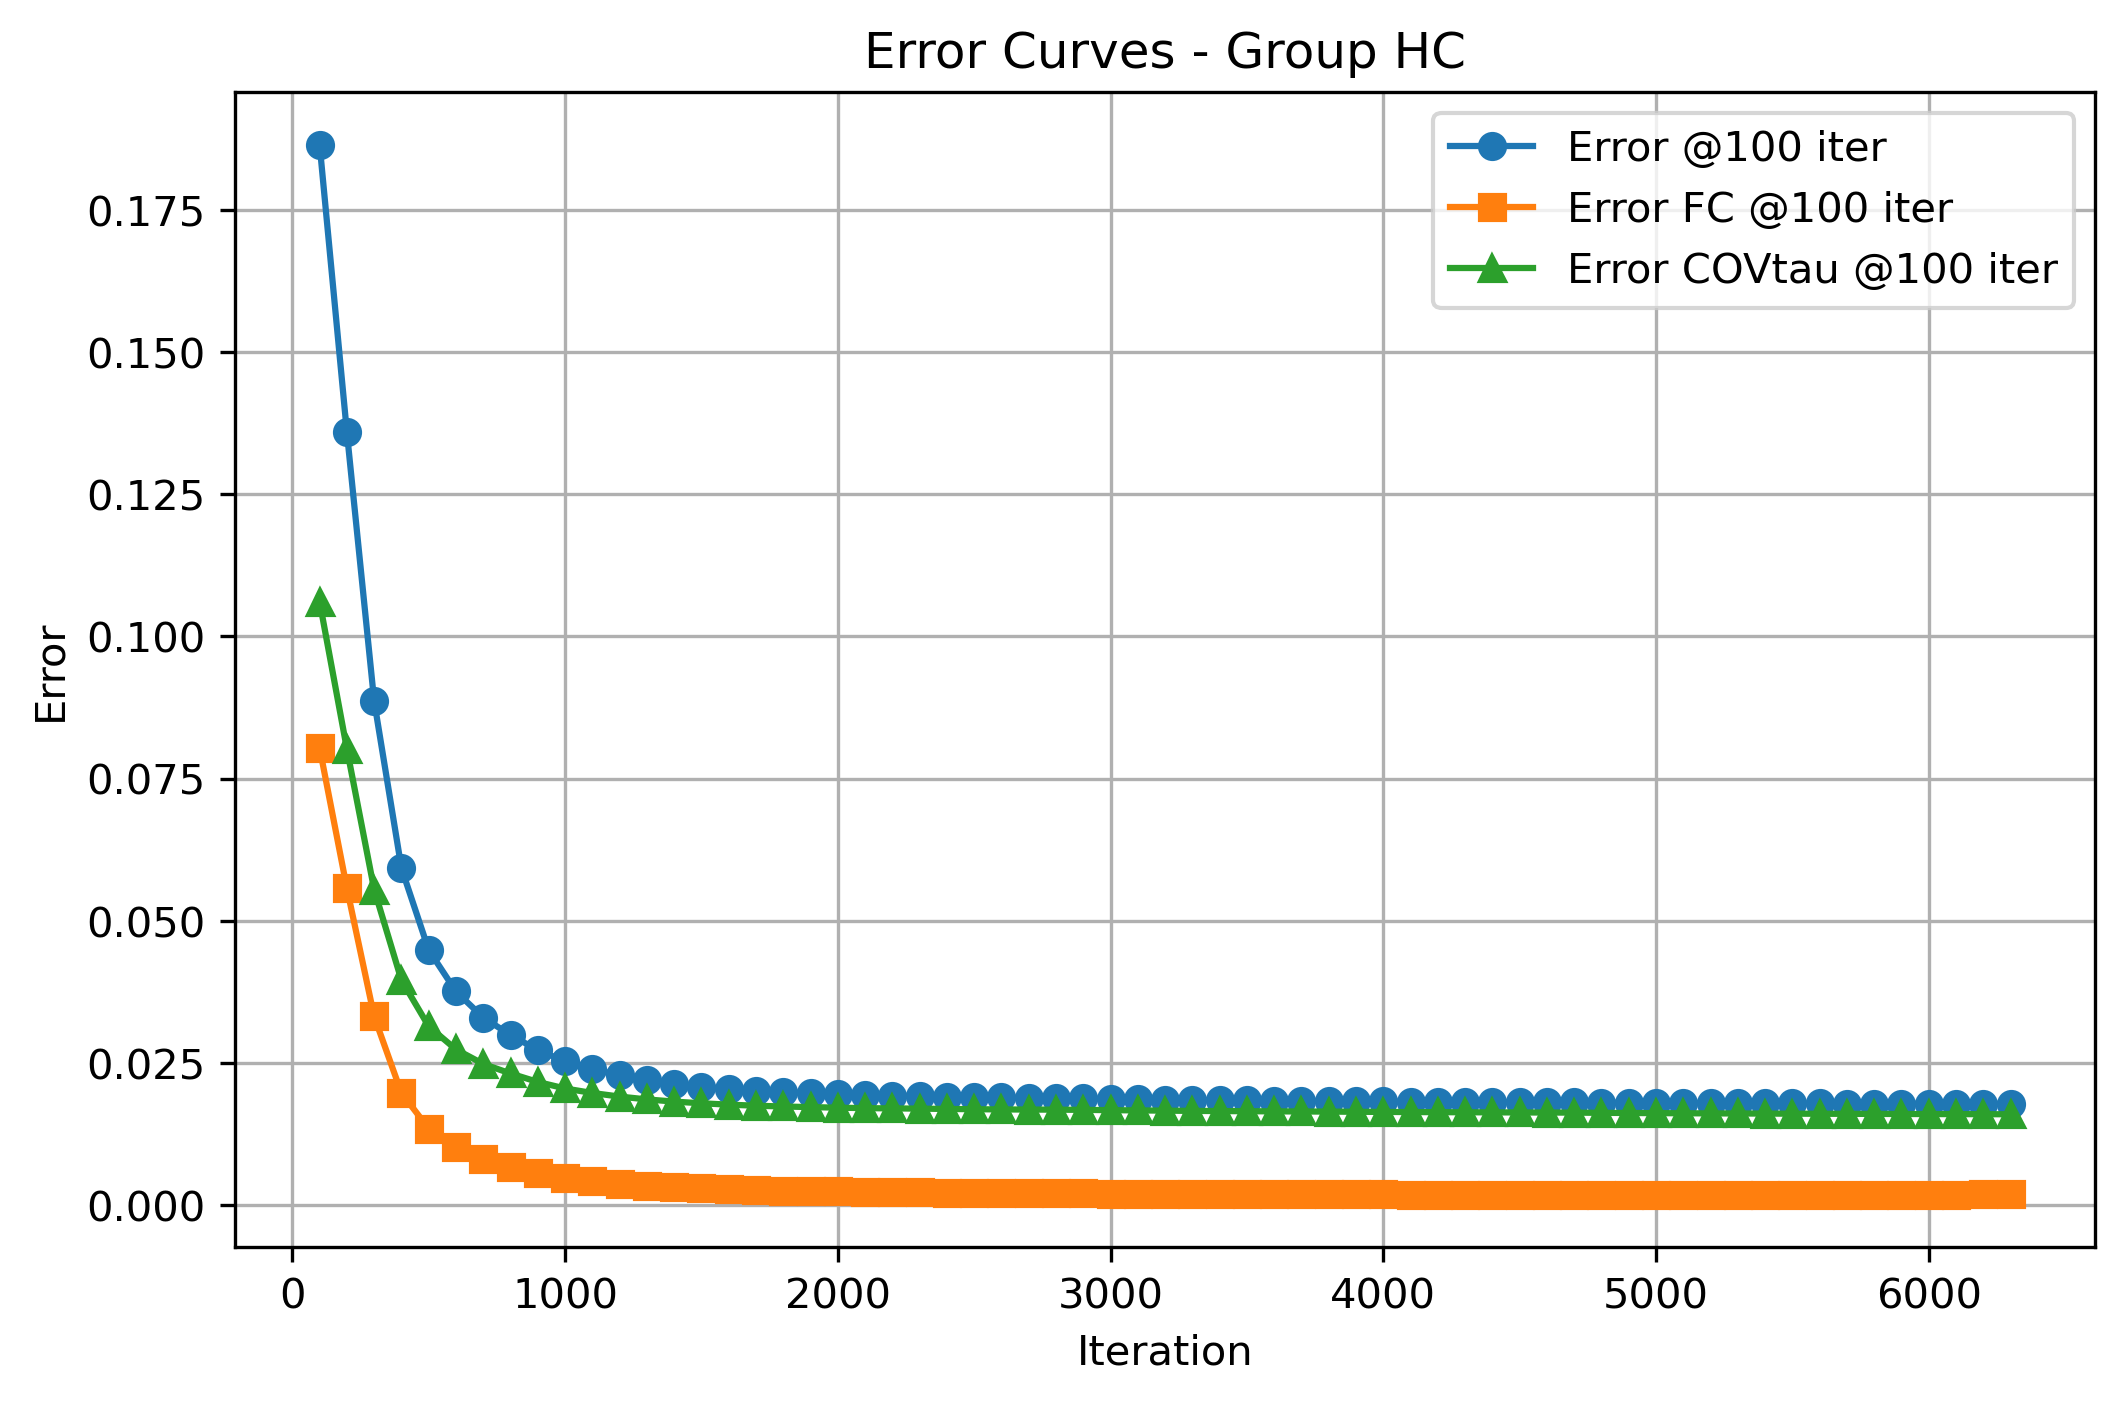 Error Curves - Group HC
Error @100 iter
Error FC @100 iter
Error COVtau @100 iter
Error
0.175
0.150
0.125
0.100
0.075
0.050
0.025
0.000
0 1000 2000 3000 4000 5000 6000
Iteration